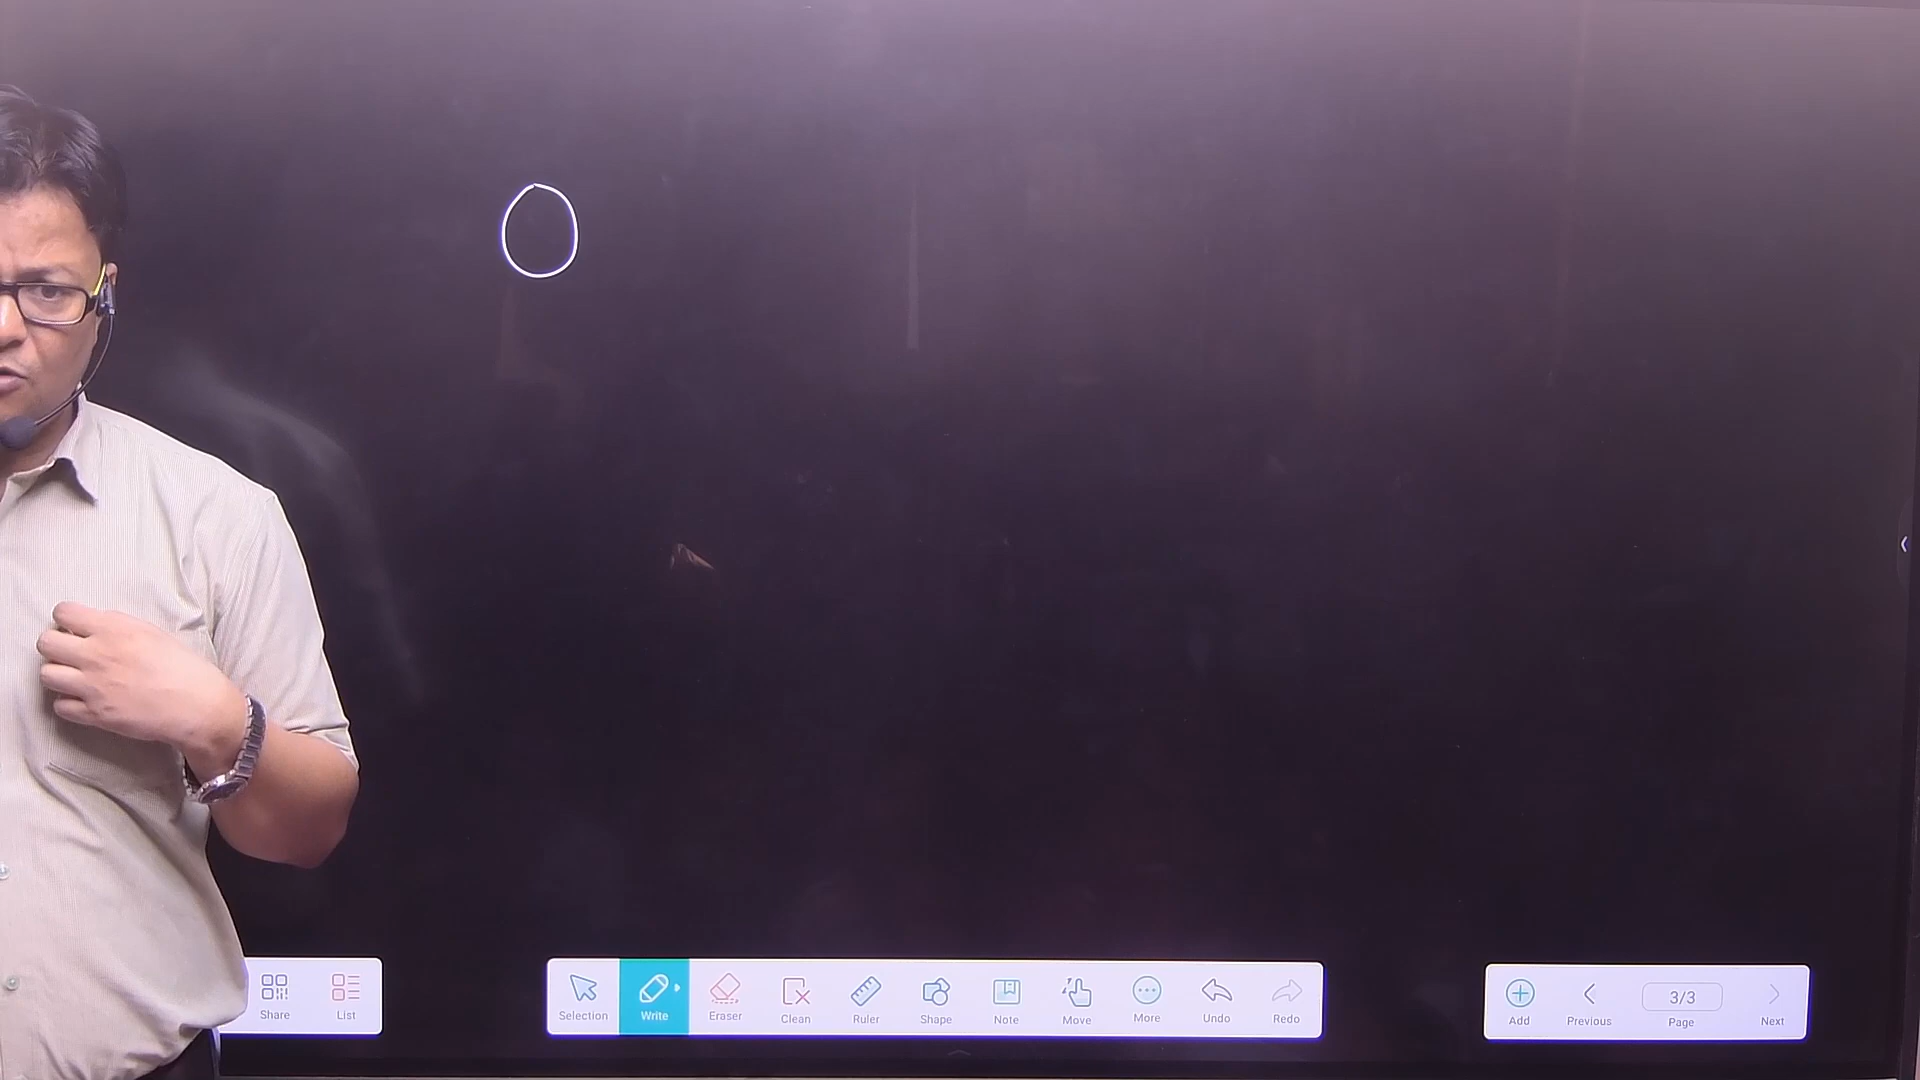 Share
List
Selection
Write
Eraser
Clean
Ruler
Shape
Note
Move
More
Undo
Redo
Add
Previous
3/3
Page
Next